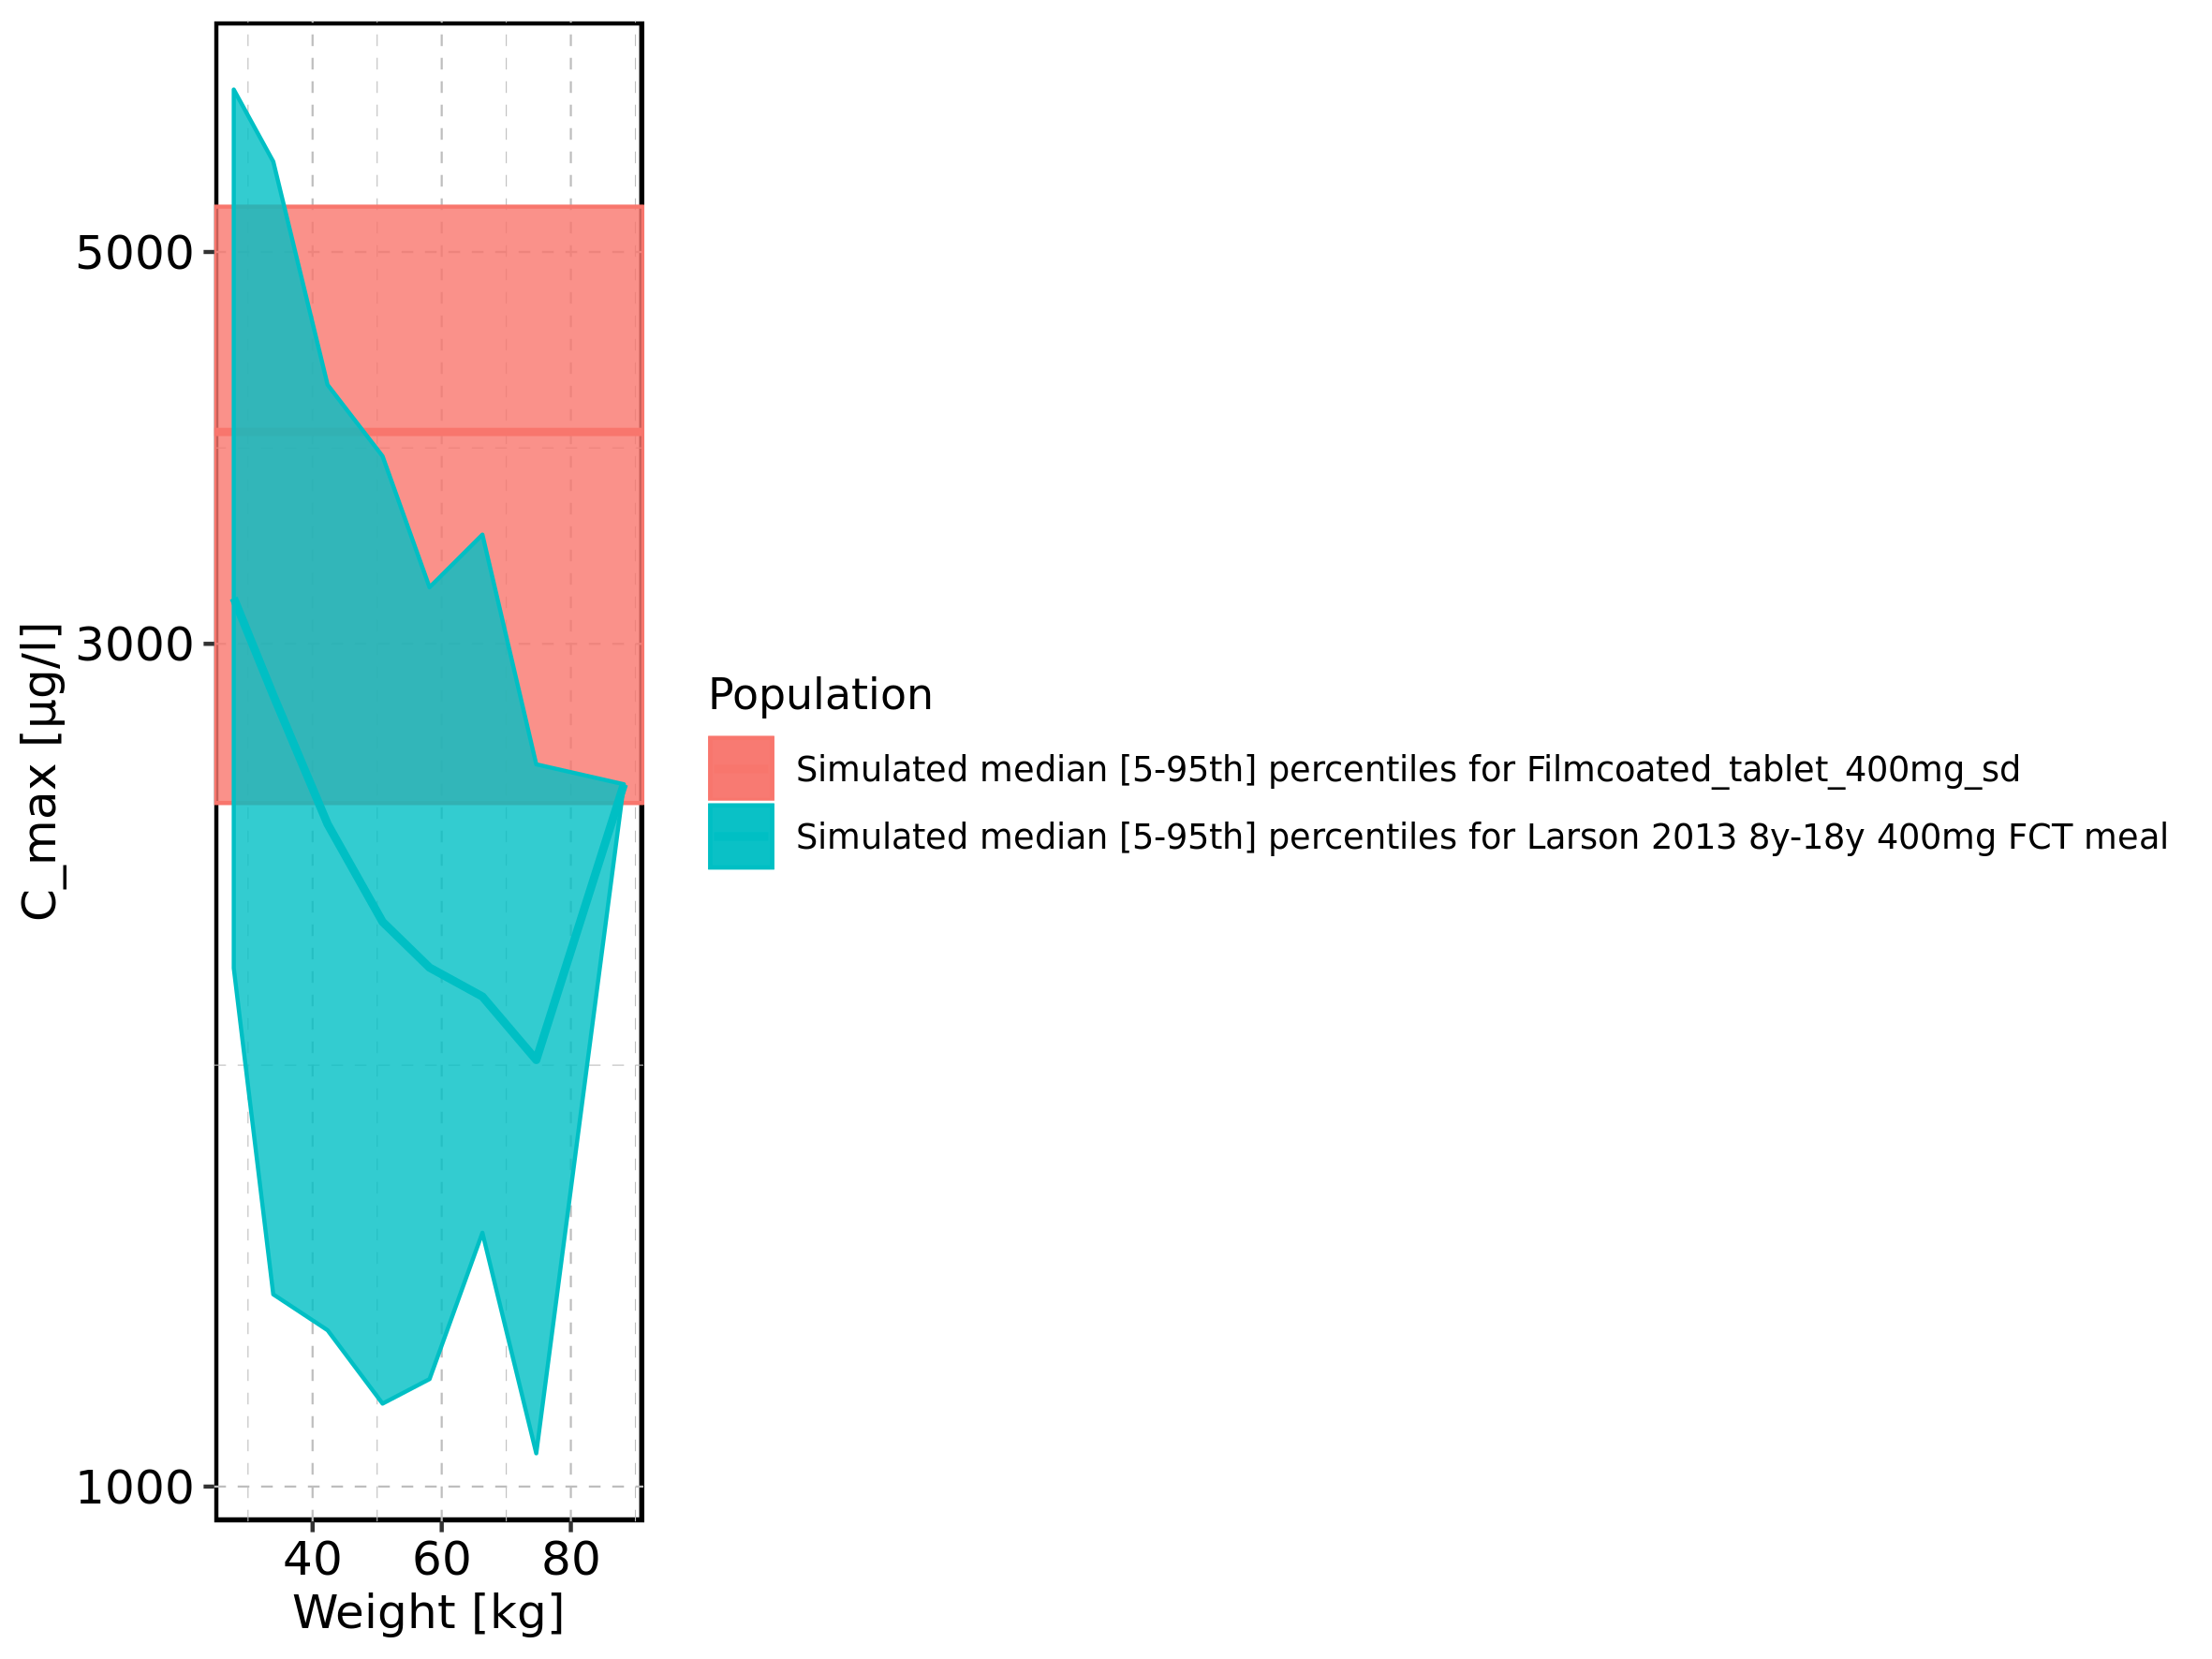 5000
3000
1000
C_max [µg/l]
40 60 80
Weight [kg]
Population
Simulated median [5-95th] percentiles for Filmcoated_tablet_400mg_sd
Simulated median [5-95th] percentiles for Larson 2013 8y-18y 400mg FCT meal